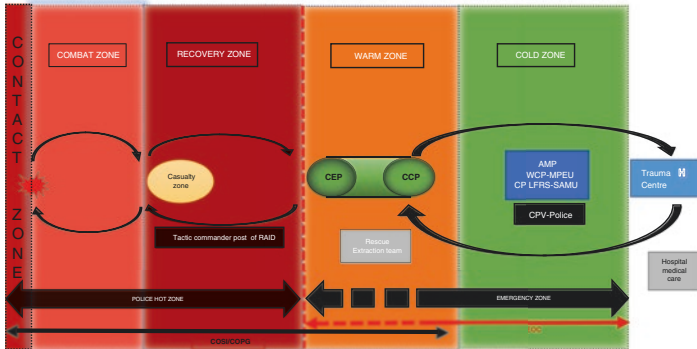 CONTACT ZONE
COMBAT ZONE
RECOVERY ZONE
WARM ZONE
COLD ZONE
Casualty
zone
CEP
CCP
AMP
WCP-MPEU
CP LFRS-SAMU
CPV-Police
Trauma H
Centre
Tactic commander post of RAID
Rescue
Extraction team
Hospital
medical
care
POLICE HOT ZONE
EMERGENCY ZONE
COSI/COPG